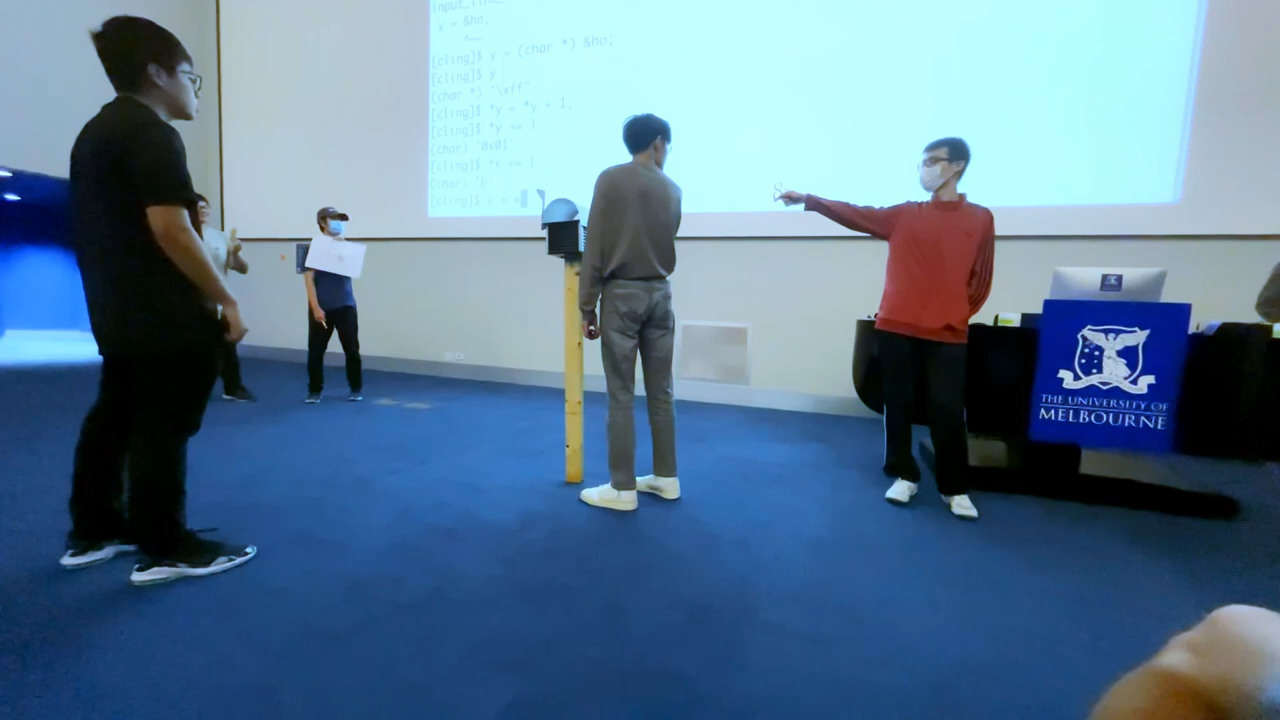 y = &ho;
^~~
[cling]$ y = (char *) &ho;
[cling]$ y
(char *) "\xff"
[cling]$ *y = *y + 1;
[cling]$ *y == 1
(char) '0x01'
[cling]$ *x == 1
[cling]$ y = x
THE UNIVERSITY OF
MELBOURNE